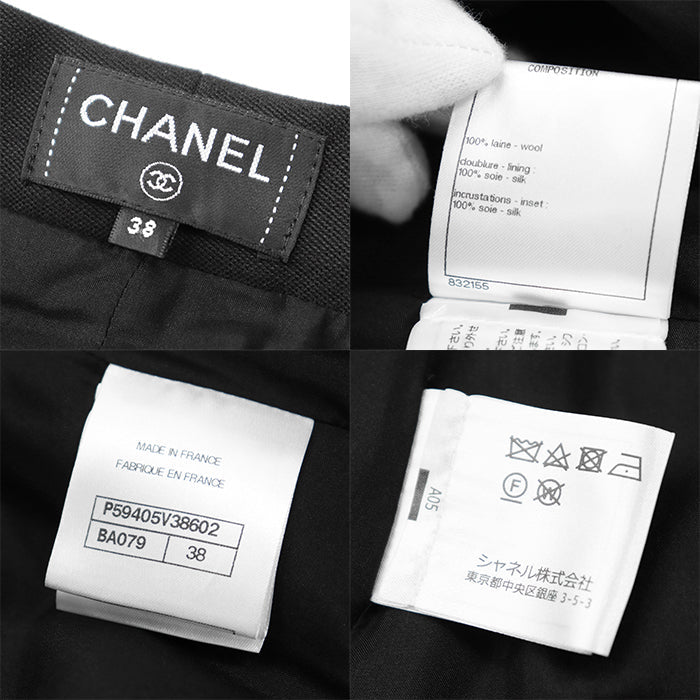 CHANEL
38
COMPOSITION
100% laine - wool
doublure - lining :
100% soie - silk
incrustations - inset :
100% soie - silk
832155
MADE IN FRANCE
FABRIQUE EN FRANCE
P59405V38602
BA079 38
A05
シャネル株式会社
東京都中央区銀座 3-5-3